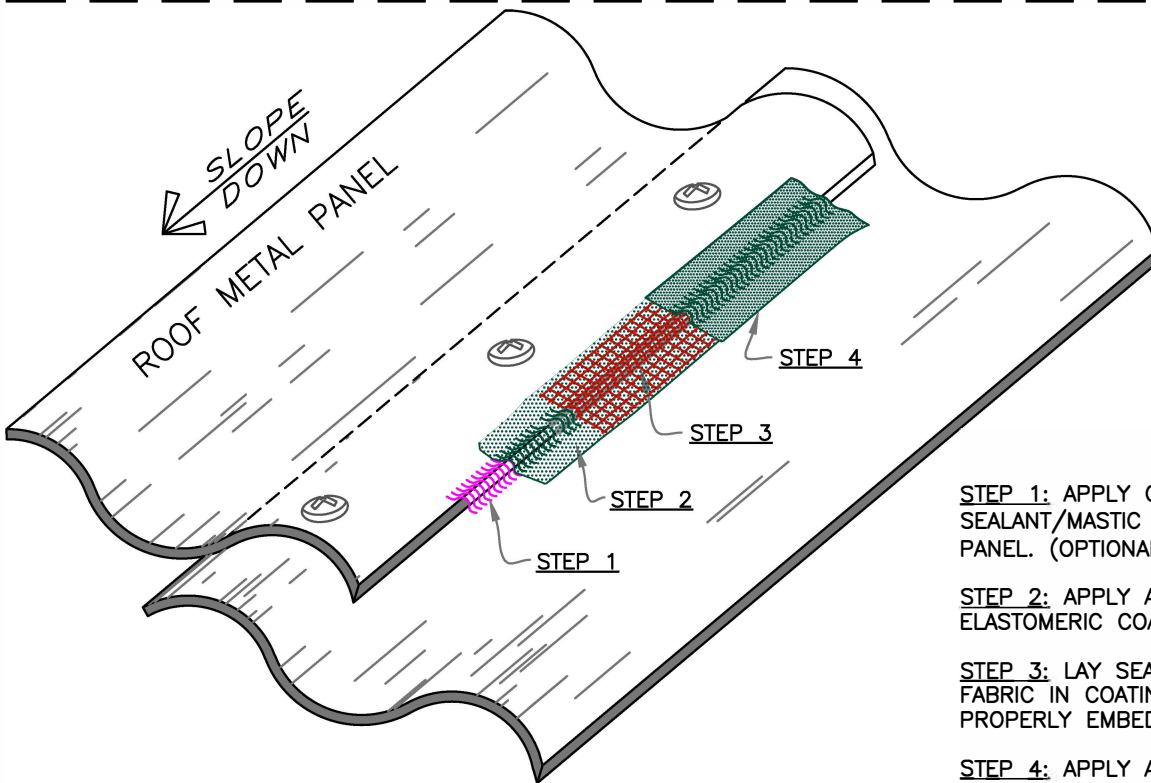 SLOPE
DOWN
ROOF METAL PANEL
STEP 4
STEP 3
STEP 2
STEP 1
STEP 1: APPLY
SEALANT/MASTIC
PANEL.
STEP 2: APPLY A
ELASTOMERIC
STEP 3: LAY
FABRIC IN
PROPERLY
STEP 4: APPLY A